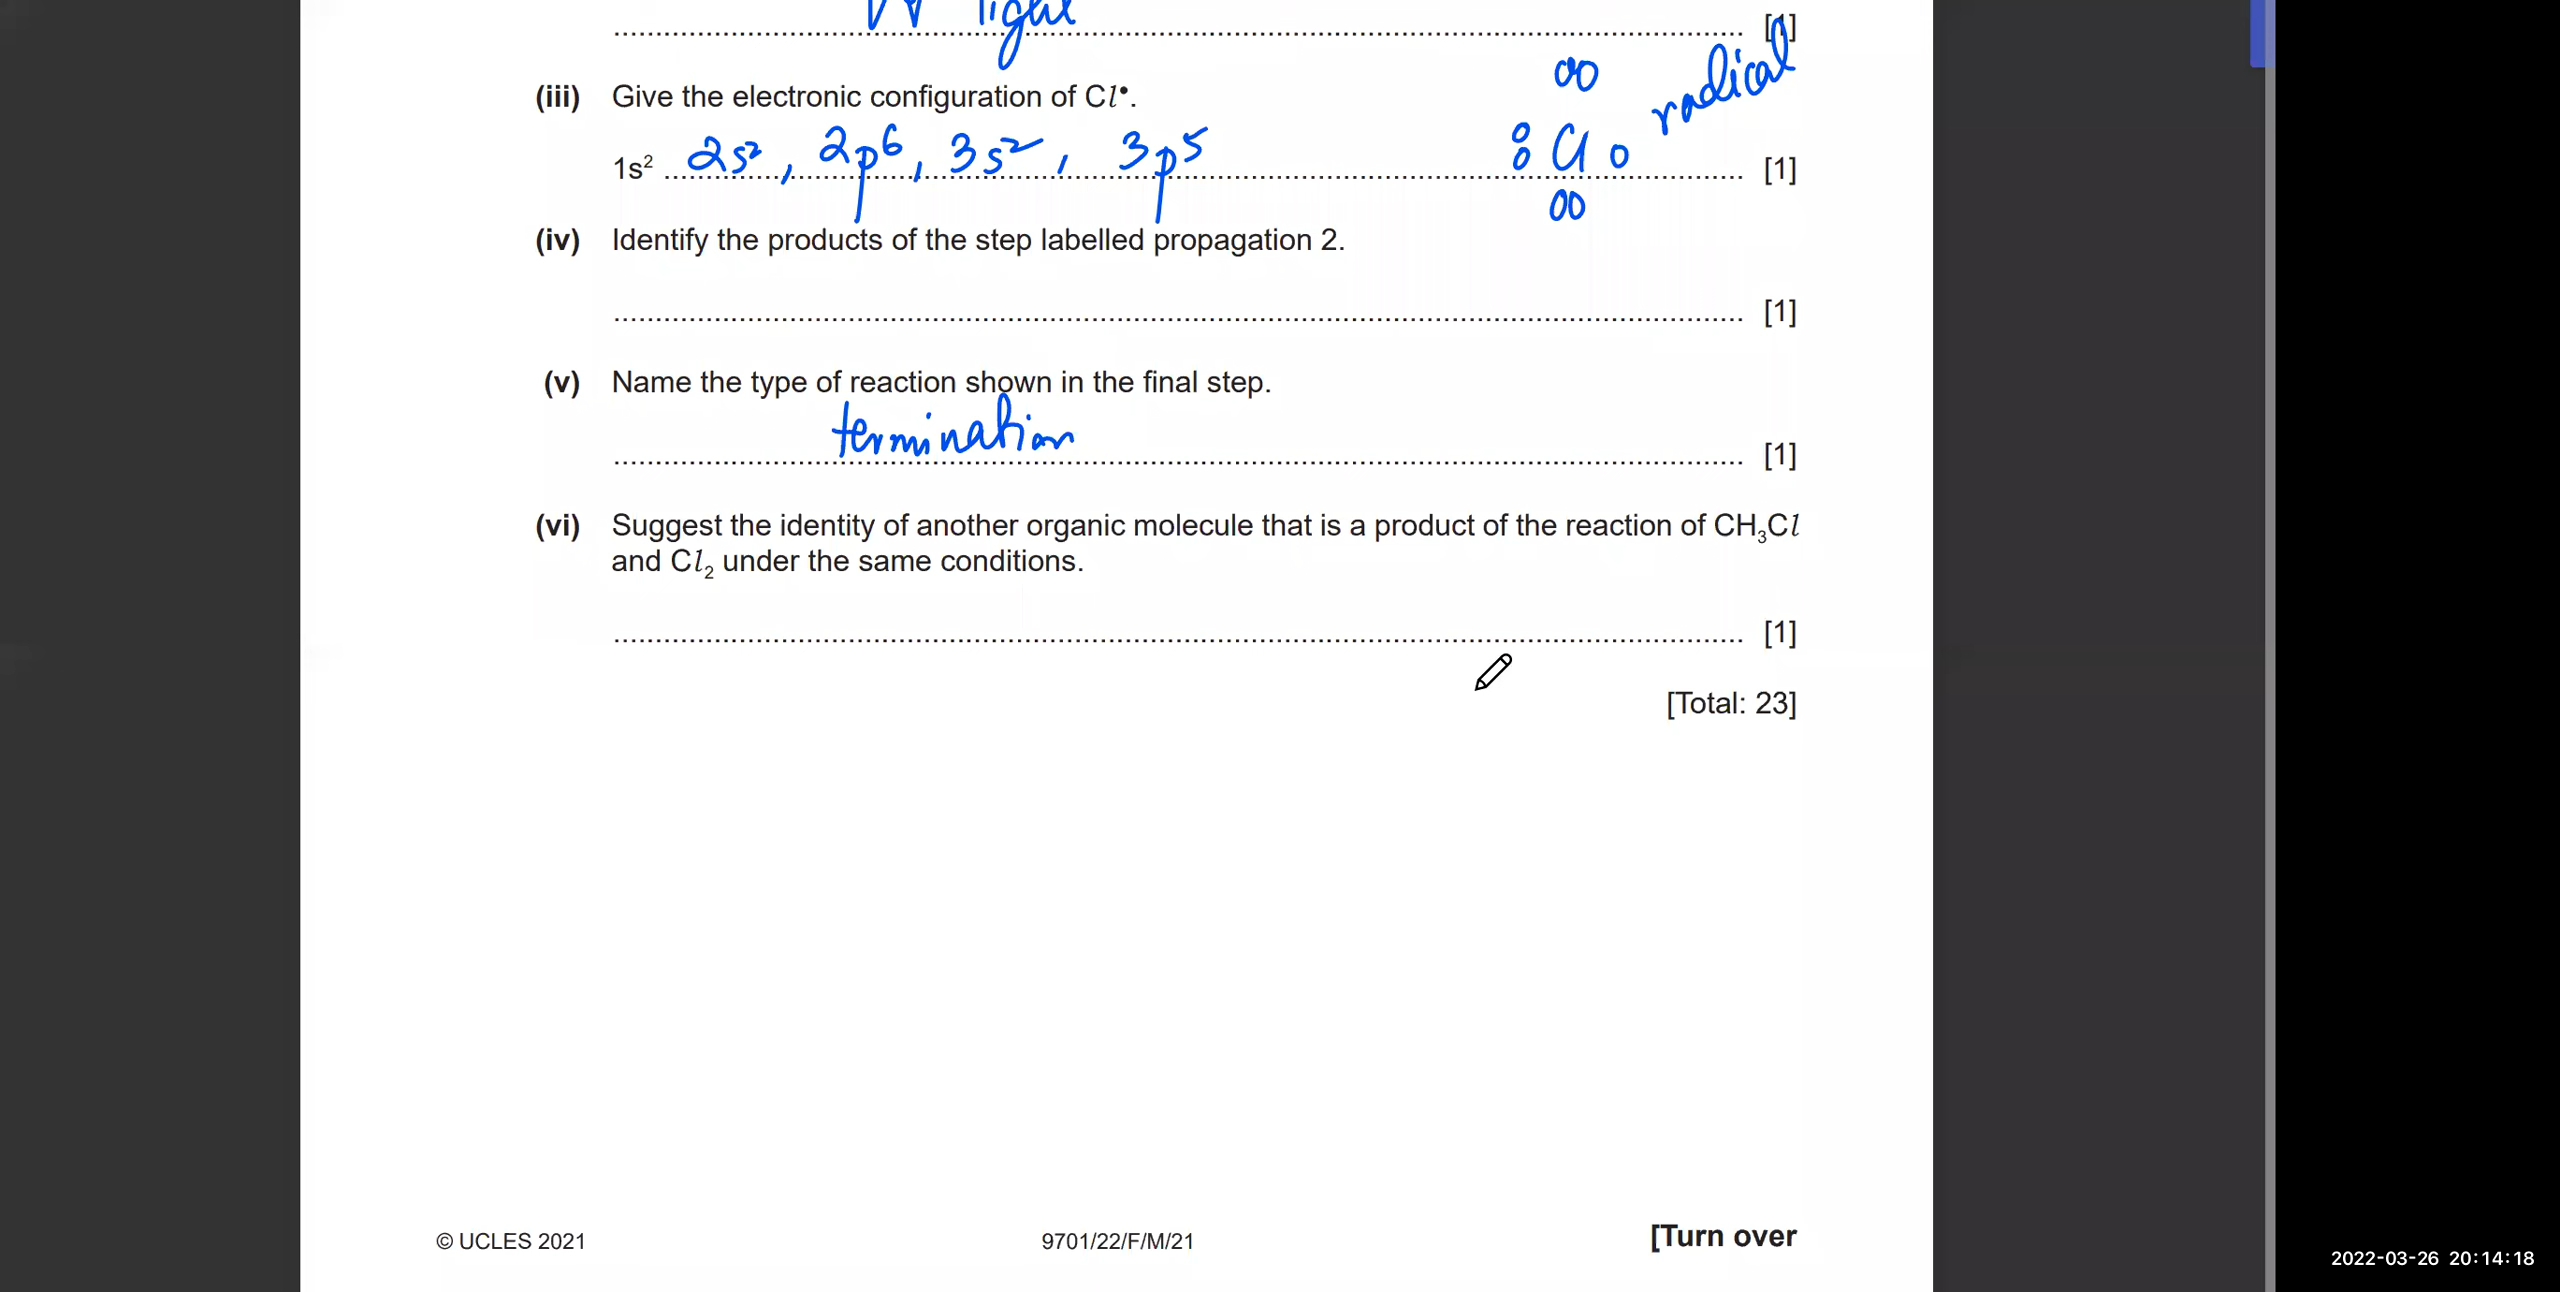 UV light
[1]
(iii) Give the electronic configuration of Cl•.
1s² 2s², 2p⁶, 3s², 3p⁵ Cl radical [1]
(iv) Identify the products of the step labelled propagation 2.
[1]
(v) Name the type of reaction shown in the final step.
termination
[1]
(vi) Suggest the identity of another organic molecule that is a product of the reaction of CH₃Cl
and Cl₂ under the same conditions.
[1]
[Total: 23]
© UCLES 2021 9701/22/F/M/21 [Turn over
2022-03-26 20:14:18